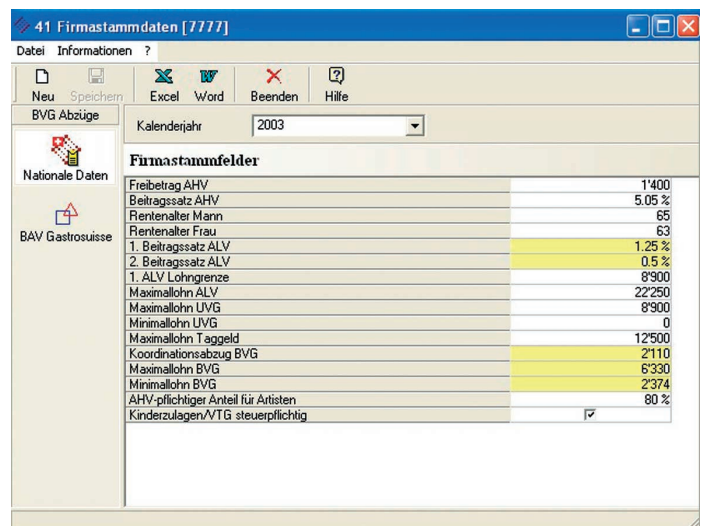 41 Firmastammdaten [7777]
Datei Informationen ?
Neu Speichern Excel Word Beenden Hilfe
BVG Abzüge
Kalenderjahr 2003
Nationale Daten
BAV Gastrosuisse
Firmastammfelder
Freibetrag AHV 1'400
Beitragssatz AHV 5.05 %
Rentenalter Mann 65
Rentenalter Frau 63
1. Beitragssatz ALV 1.25 %
2. Beitragssatz ALV 0.5 %
1. ALV Lohngrenze 8'900
Maximallohn ALV 22'250
Maximallohn UVG 8'900
Minimallohn UVG 0
Maximallohn Taggeld 12'500
Koordinationsabzug BVG 2'110
Maximallohn BVG 6'330
Minimallohn BVG 2'374
AHV-pflichtiger Anteil für Artisten 80 %
Kinderzulagen/VTG steuerpflichtig